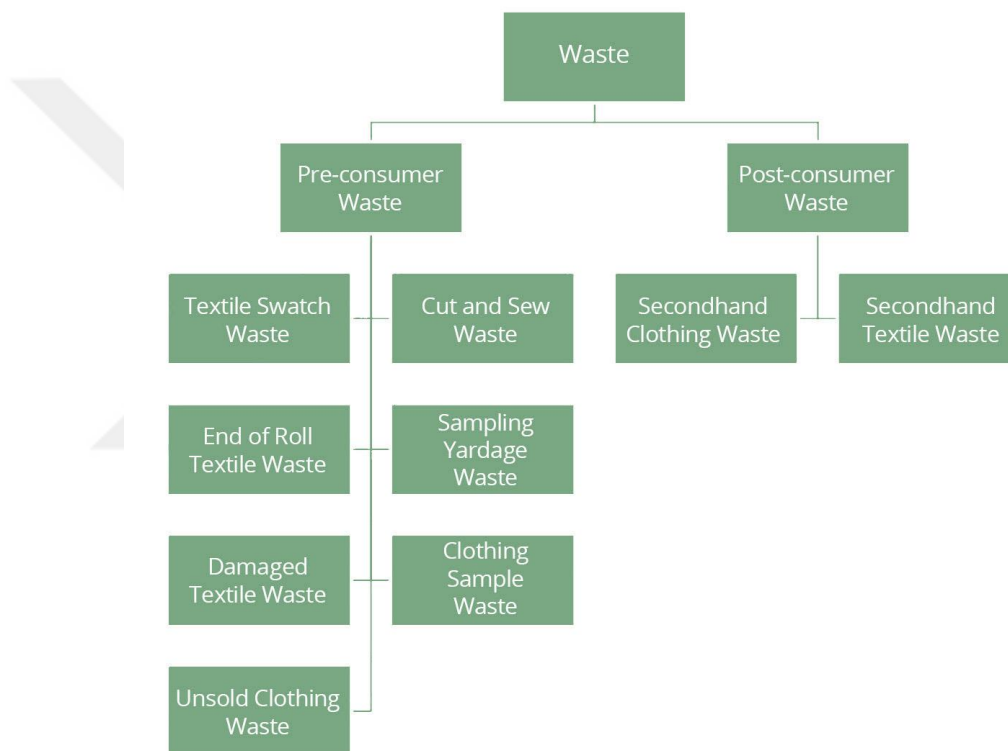 Waste
Pre-consumer
Waste
Post-consumer
Waste
Textile Swatch
Waste
Cut and Sew
Waste
Secondhand
Clothing Waste
Secondhand
Textile Waste
End of Roll
Textile Waste
Sampling
Yardage
Waste
Damaged
Textile Waste
Clothing
Sample
Waste
Unsold Clothing
Waste